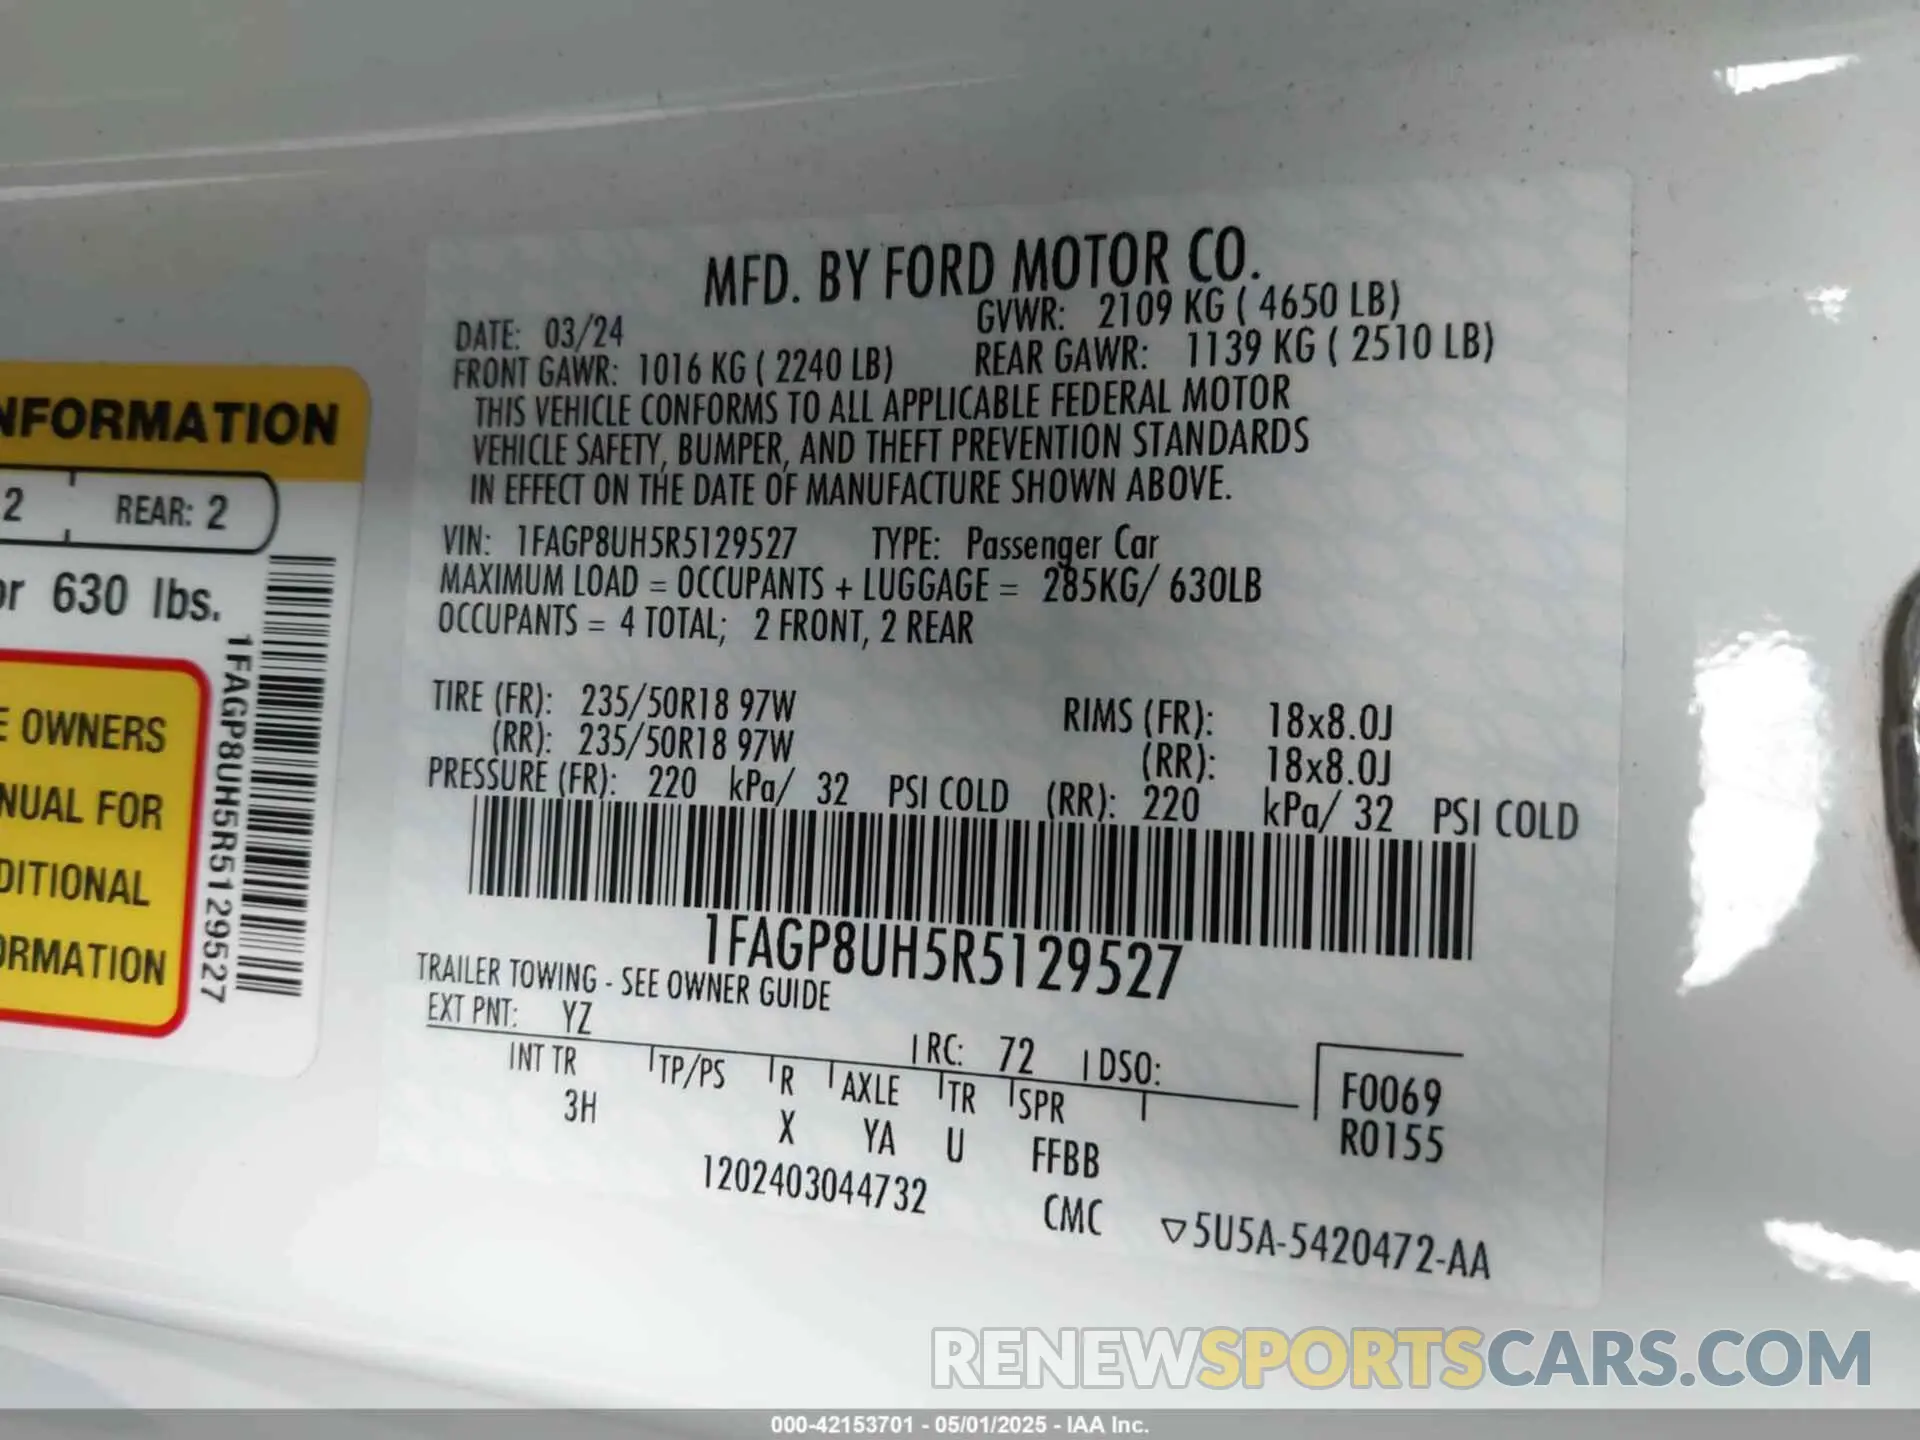 NFORMATION
2 REAR: 2
or 630 lbs.
1FAGP8UH5R5129527
E OWNERS
NUAL FOR
DITIONAL
ORMATION
MFD. BY FORD MOTOR CO.
DATE: 03/24 GVWR: 2109 KG ( 4650 LB)
FRONT GAWR: 1016 KG ( 2240 LB) REAR GAWR: 1139 KG ( 2510 LB)
THIS VEHICLE CONFORMS TO ALL APPLICABLE FEDERAL MOTOR
VEHICLE SAFETY, BUMPER, AND THEFT PREVENTION STANDARDS
IN EFFECT ON THE DATE OF MANUFACTURE SHOWN ABOVE.
VIN: 1FAGP8UH5R5129527 TYPE: Passenger Car
MAXIMUM LOAD = OCCUPANTS + LUGGAGE = 285KG/ 630LB
OCCUPANTS = 4 TOTAL; 2 FRONT, 2 REAR
TIRE (FR): 235/50R18 97W RIMS (FR): 18x8.0J
(RR): 235/50R18 97W (RR): 18x8.0J
PRESSURE (FR): 220 kPa/ 32 PSI COLD (RR): 220 kPa/ 32 PSI COLD
1FAGP8UH5R5129527
TRAILER TOWING - SEE OWNER GUIDE
EXT PNT: YZ RC: 72 DSO:
INT TR TP/PS R AXLE TR SPR F0069
3H X YA U FFBB R0155
1202403044732 CMC ▽5U5A-5420472-AA
RENEWSPORTSCARS.COM
000-42153701 - 05/01/2025 - IAA Inc.